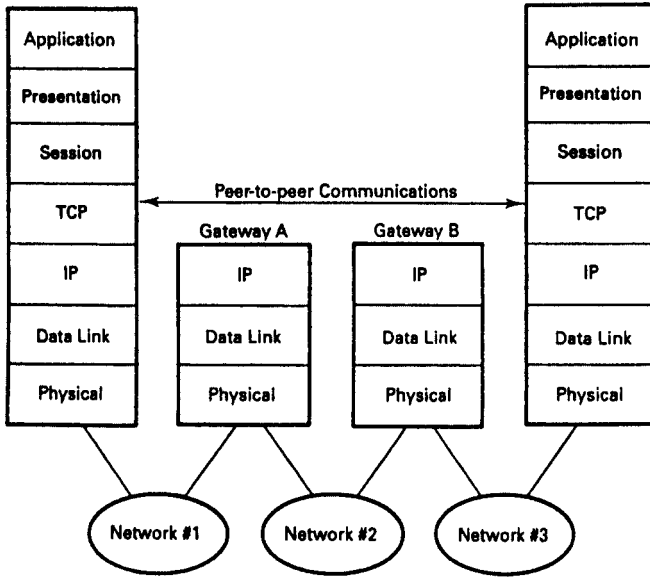 Application
Presentation
Session
TCP
IP
Data Link
Physical
Peer-to-peer Communications
Gateway A
IP
Data Link
Physical
Gateway B
IP
Data Link
Physical
Application
Presentation
Session
TCP
IP
Data Link
Physical
Network #1
Network #2
Network #3